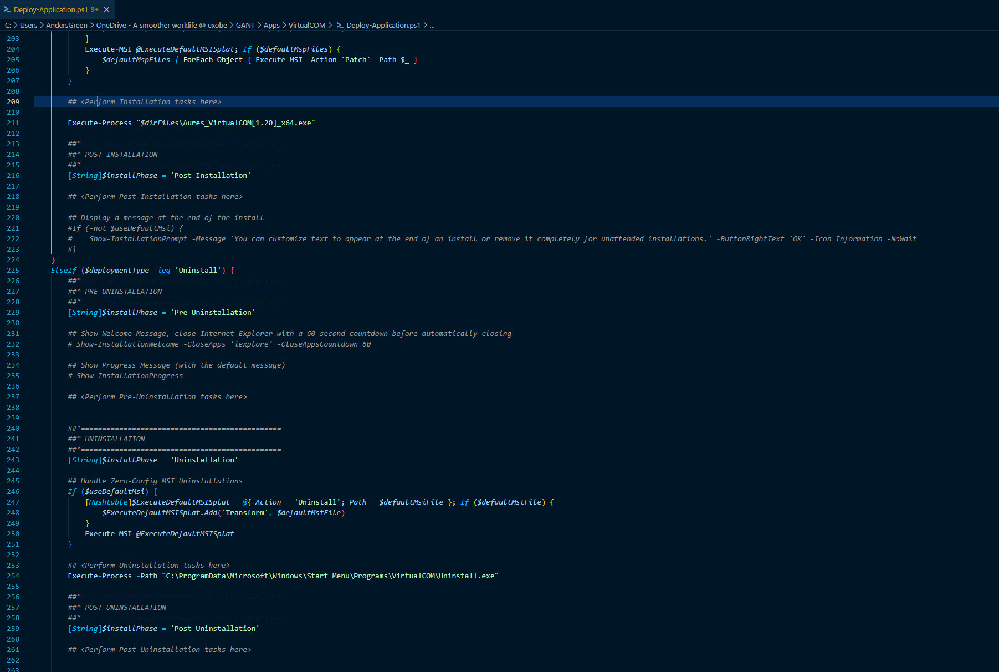 Deploy-Application.ps1 9+
C: > Users > AndersGreen > OneDrive - A smoother worklife @ exobe > GANT > Apps > VirtualCOM > Deploy-Application.ps1 > ...
203 }
204 Execute-MSI @ExecuteDefaultMSISplat; If ($defaultMspFiles) {
205 $defaultMspFiles | ForEach-Object { Execute-MSI -Action 'Patch' -Path $_ }
206 }
207 }
208
209 ## <Perform Installation tasks here>
210
211 Execute-Process "$dirFiles\Aures_VirtualCOM[1.20]_x64.exe"
212
213 ##*===============================================
214 ##* POST-INSTALLATION
215 ##*===============================================
216 [String]$installPhase = 'Post-Installation'
217
218 ## <Perform Post-Installation tasks here>
219
220 ## Display a message at the end of the install
221 #If (-not $useDefaultMsi) {
222 #    Show-InstallationPrompt -Message 'You can customize text to appear at the end of an install or remove it completely for unattended installations.' -ButtonRightText 'OK' -Icon Information -NoWait
223 #}
224 }
225 ElseIf ($deploymentType -ieq 'Uninstall') {
226 ##*===============================================
227 ##* PRE-UNINSTALLATION
228 ##*===============================================
229 [String]$installPhase = 'Pre-Uninstallation'
230
231 ## Show Welcome Message, close Internet Explorer with a 60 second countdown before automatically closing
232 # Show-InstallationWelcome -CloseApps 'iexplore' -CloseAppsCountdown 60
233
234 ## Show Progress Message (with the default message)
235 # Show-InstallationProgress
236
237 ## <Perform Pre-Uninstallation tasks here>
238
239
240 ##*===============================================
241 ##* UNINSTALLATION
242 ##*===============================================
243 [String]$installPhase = 'Uninstallation'
244
245 ## Handle Zero-Config MSI Uninstallations
246 If ($useDefaultMsi) {
247 [Hashtable]$ExecuteDefaultMSISplat = @{ Action = 'Uninstall'; Path = $defaultMsiFile }; If ($defaultMstFile) {
248 $ExecuteDefaultMSISplat.Add('Transform', $defaultMstFile)
249 }
250 Execute-MSI @ExecuteDefaultMSISplat
251 }
252
253 ## <Perform Uninstallation tasks here>
254 Execute-Process -Path "C:\ProgramData\Microsoft\Windows\Start Menu\Programs\VirtualCOM\Uninstall.exe"
255
256 ##*===============================================
257 ##* POST-UNINSTALLATION
258 ##*===============================================
259 [String]$installPhase = 'Post-Uninstallation'
260
261 ## <Perform Post-Uninstallation tasks here>
262
263